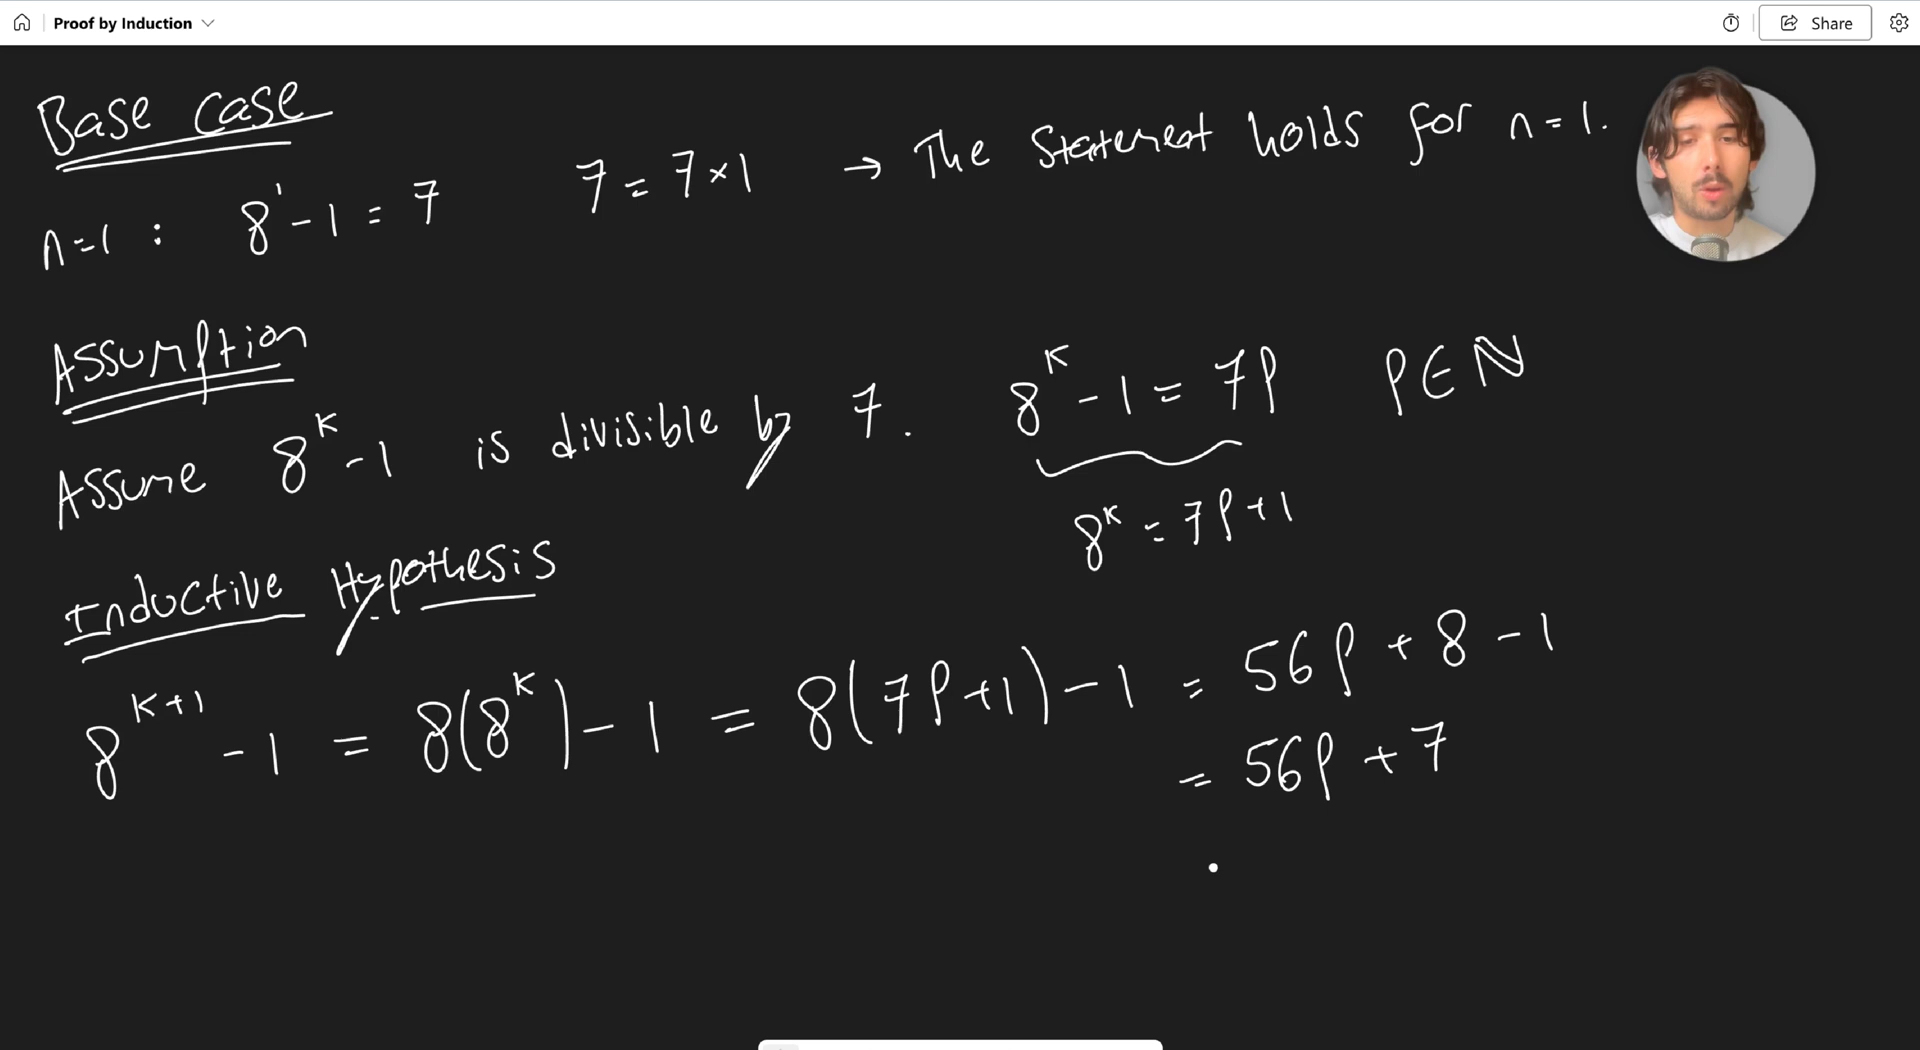 Proof by Induction
Share
Base case
n=1 : 8¹ - 1 = 7 7 = 7×1 → The Statement holds for n=1.
Assumption
Assume 8ᴷ - 1 is divisible by 7. 8ᴷ - 1 = 7P P ∈ ℕ
8ᴷ = 7P+1
Inductive Hypothesis
8ᴷ⁺¹ - 1 = 8(8ᴷ) - 1 = 8(7P+1) - 1 = 56P + 8 - 1
= 56P + 7